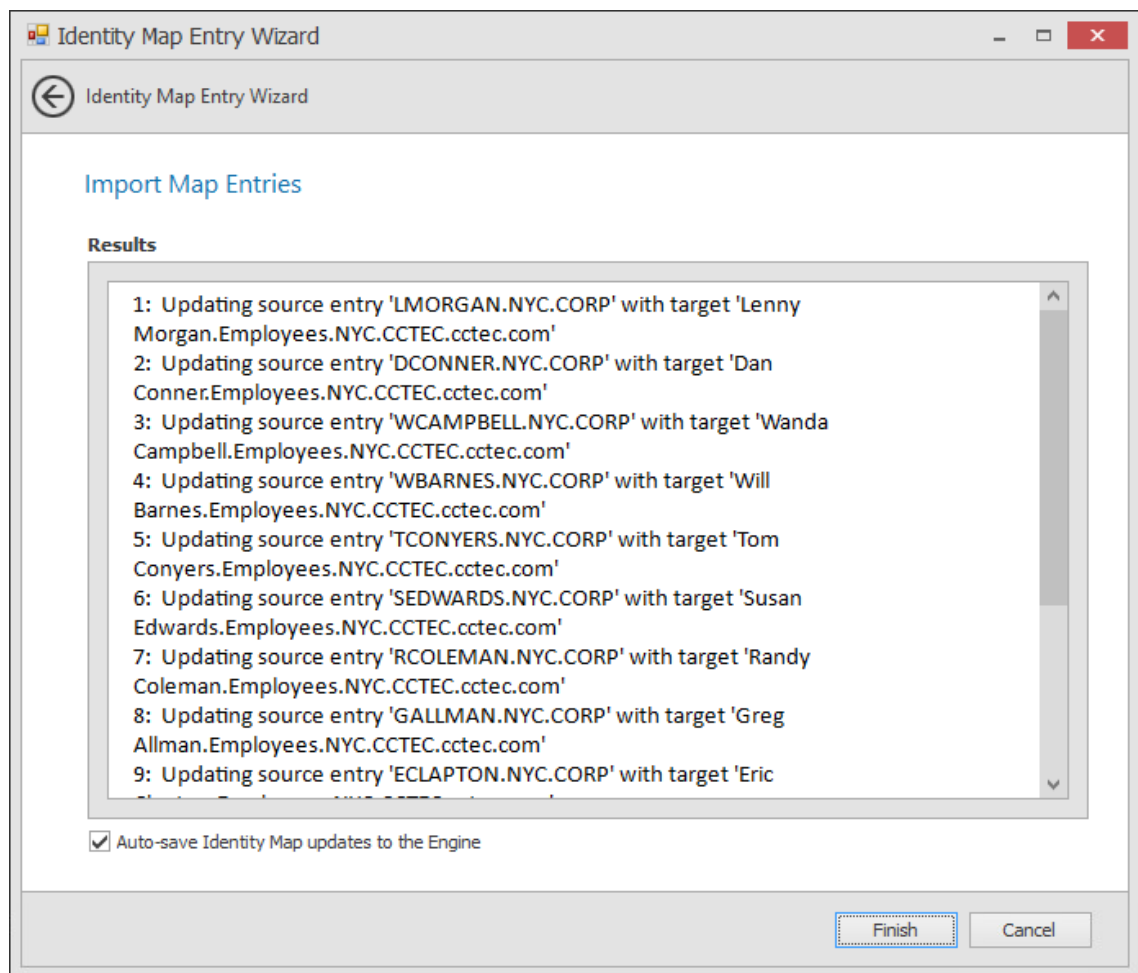 Identity Map Entry Wizard
Identity Map Entry Wizard
Import Map Entries
Results
1: Updating source entry 'LMORGAN.NYC.CORP' with target 'Lenny
Morgan.Employees.NYC.CCTEC.cctec.com'
2: Updating source entry 'DCONNER.NYC.CORP' with target 'Dan
Conner.Employees.NYC.CCTEC.cctec.com'
3: Updating source entry 'WCAMPBELL.NYC.CORP' with target 'Wanda
Campbell.Employees.NYC.CCTEC.cctec.com'
4: Updating source entry 'WBARNES.NYC.CORP' with target 'Will
Barnes.Employees.NYC.CCTEC.cctec.com'
5: Updating source entry 'TCONYERS.NYC.CORP' with target 'Tom
Conyers.Employees.NYC.CCTEC.cctec.com'
6: Updating source entry 'SEDWARDS.NYC.CORP' with target 'Susan
Edwards.Employees.NYC.CCTEC.cctec.com'
7: Updating source entry 'RCOLEMAN.NYC.CORP' with target 'Randy
Coleman.Employees.NYC.CCTEC.cctec.com'
8: Updating source entry 'GALLMAN.NYC.CORP' with target 'Greg
Allman.Employees.NYC.CCTEC.cctec.com'
9: Updating source entry 'ECLAPTON.NYC.CORP' with target 'Eric
Auto-save Identity Map updates to the Engine
Finish
Cancel